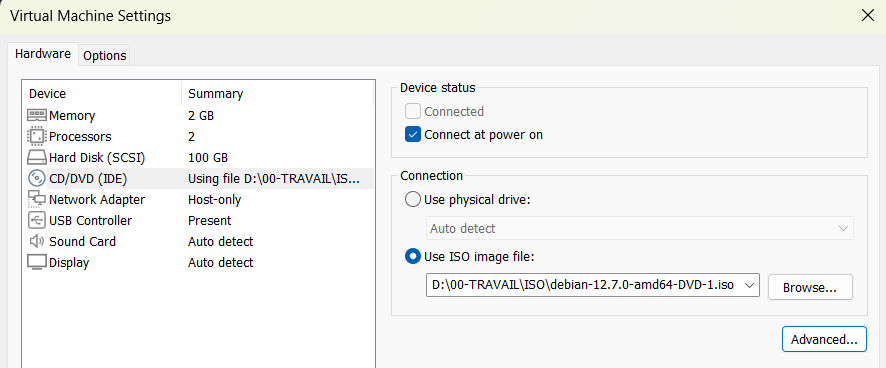 Virtual Machine Settings
Hardware Options
Device Summary
Memory 2 GB
Processors 2
Hard Disk (SCSI) 100 GB
CD/DVD (IDE) Using file D:\00-TRAVAIL\IS...
Network Adapter Host-only
USB Controller Present
Sound Card Auto detect
Display Auto detect
Device status
Connected
Connect at power on
Connection
Use physical drive:
Auto detect
Use ISO image file:
D:\00-TRAVAIL\ISO\debian-12.7.0-amd64-DVD-1.iso Browse...
Advanced...